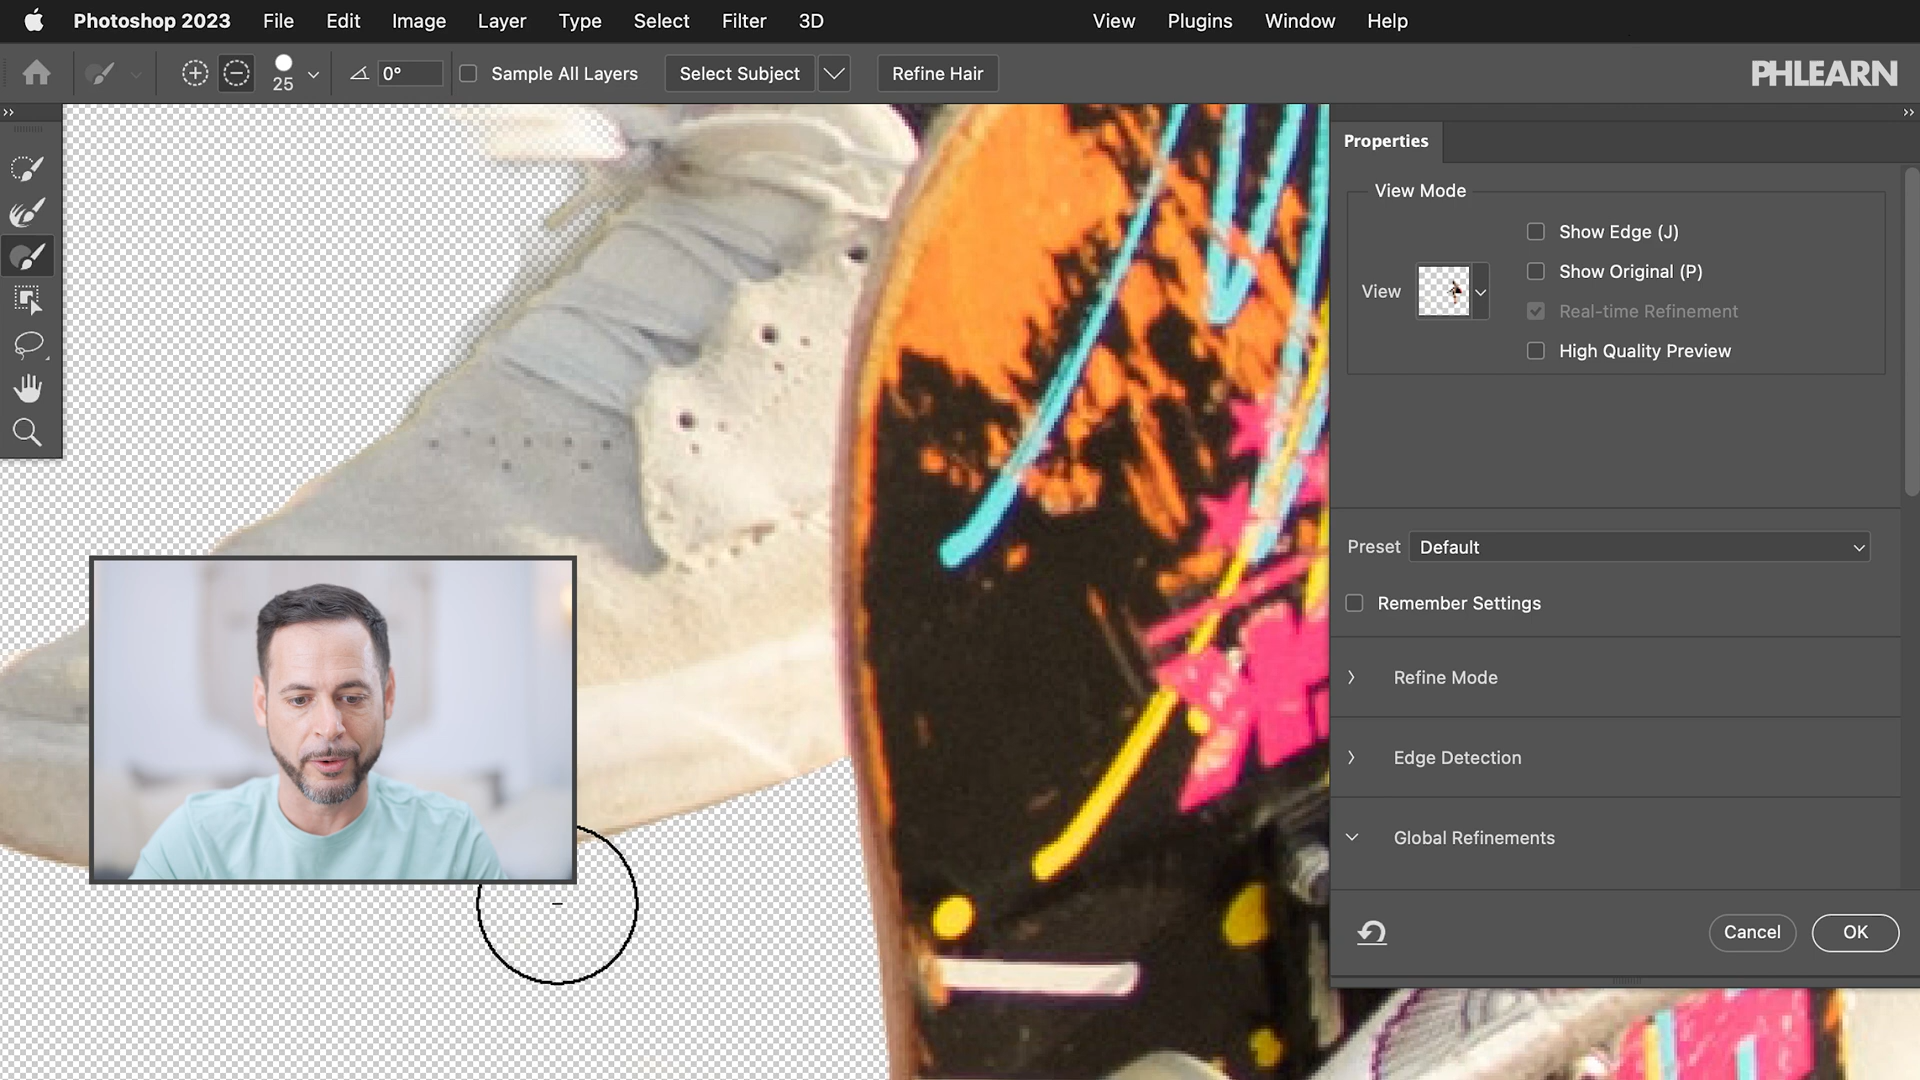 Photoshop 2023 File Edit Image Layer Type Select Filter 3D View Plugins Window Help
25 0° Sample All Layers Select Subject Refine Hair PHLEARN
Properties
View Mode
Show Edge (J)
Show Original (P)
View
Real-time Refinement
High Quality Preview
Preset Default
Remember Settings
Refine Mode
Edge Detection
Global Refinements
Cancel OK